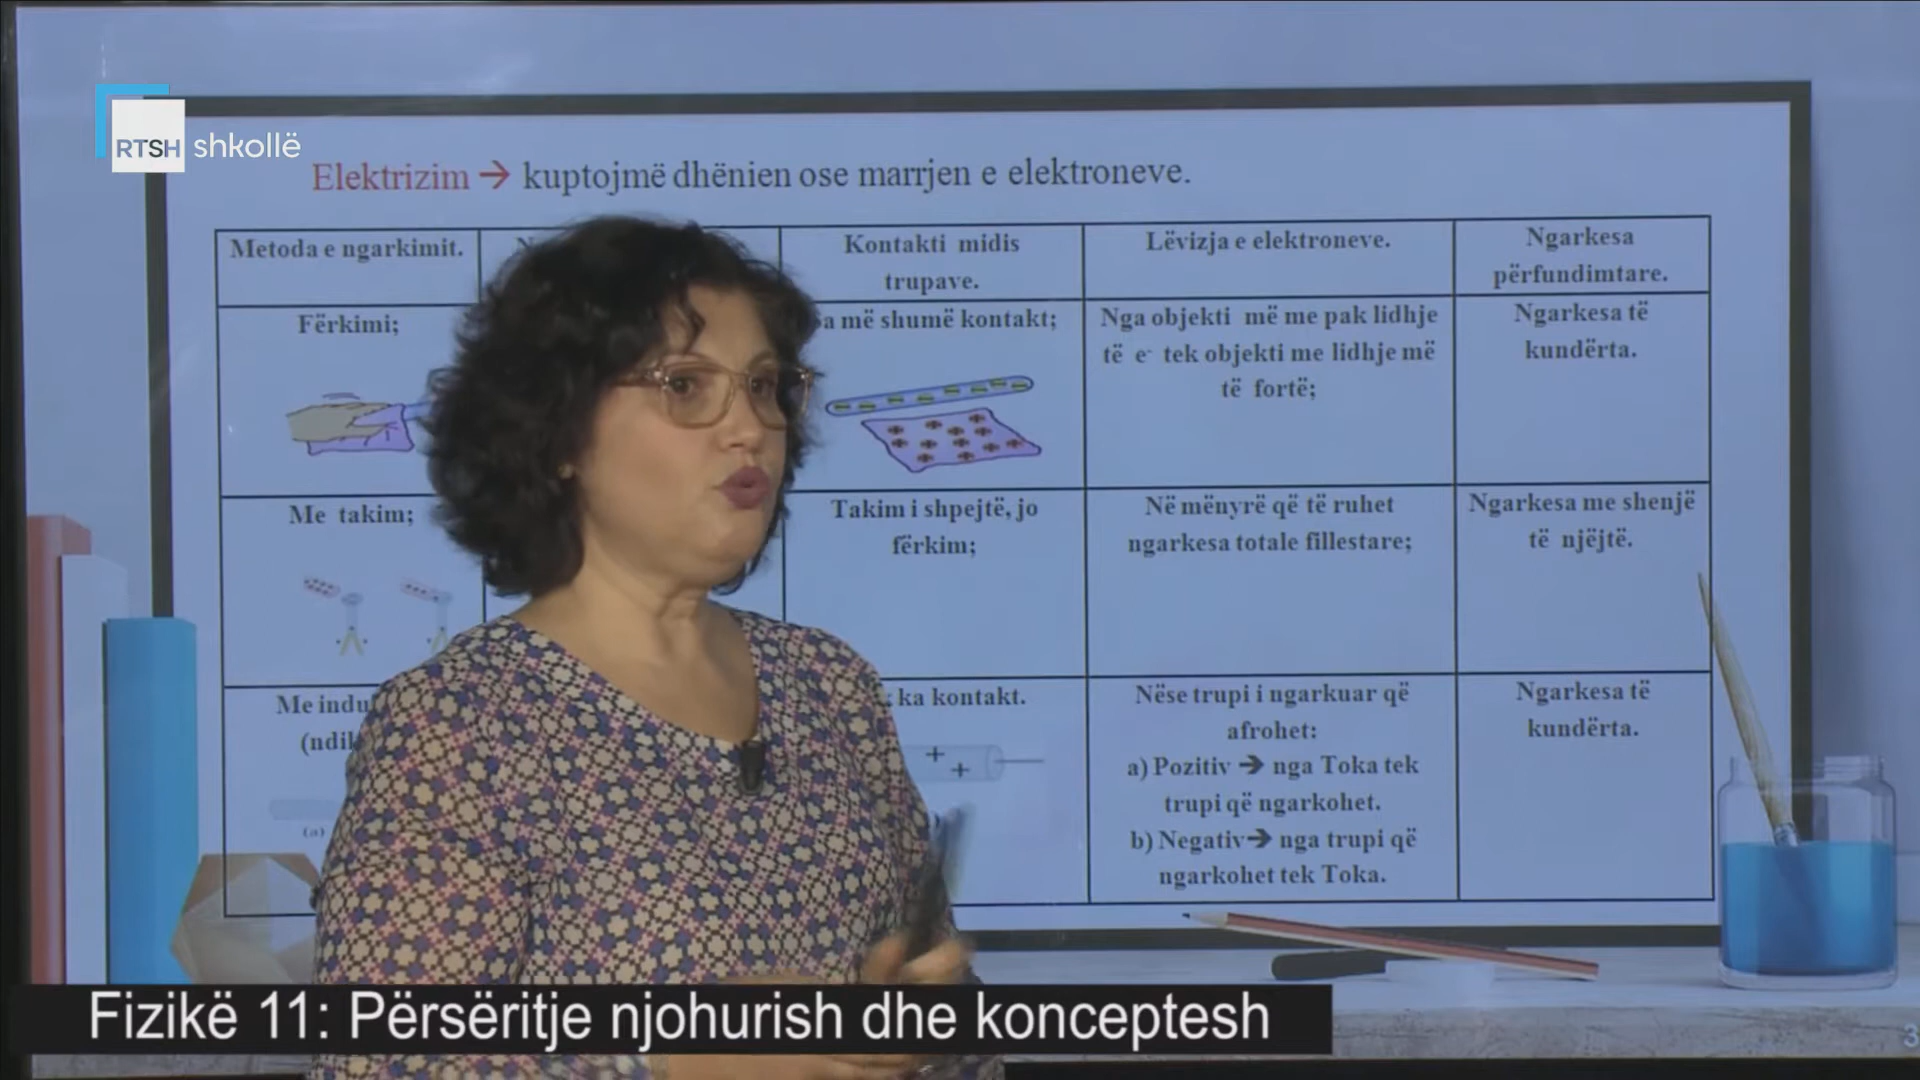 RTSH shkollë
Elektrizim → kuptojmë dhënien ose marrjen e elektroneve.
Metoda e ngarkimit.
Kontakti midis
trupave.
Lëvizja e elektroneve.
Ngarkesa
përfundimtare.
Fërkimi;
më shumë kontakt;
Nga objekti më me pak lidhje
të e- tek objekti me lidhje më
të fortë;
Ngarkesa të
kundërta.
Me takim;
Takim i shpejtë, jo
fërkim;
Në mënyrë që të ruhet
ngarkesa totale fillestare;
Ngarkesa me shenjë
të njëjtë.
Me
ka kontakt.
Nëse trupi i ngarkuar që
afrohet:
a) Pozitiv → nga Toka tek
trupi që ngarkohet.
b) Negativ → nga trupi që
ngarkohet tek Toka.
Ngarkesa të
kundërta.
(a)
Fizikë 11: Përsëritje njohurish dhe konceptesh
3